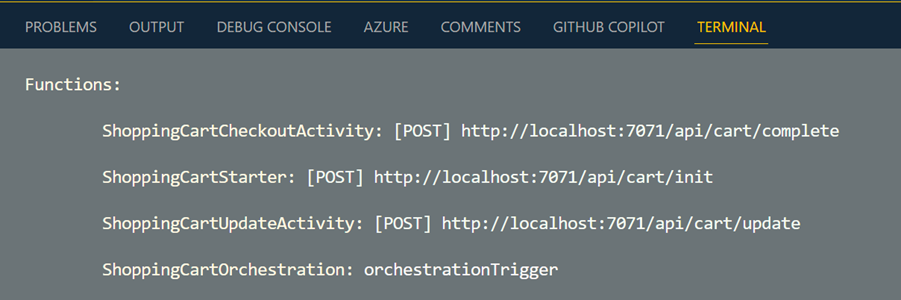 PROBLEMS OUTPUT DEBUG CONSOLE AZURE COMMENTS GITHUB COPILOT TERMINAL
Functions:
ShoppingCartCheckoutActivity: [POST] http://localhost:7071/api/cart/complete
ShoppingCartStarter: [POST] http://localhost:7071/api/cart/init
ShoppingCartUpdateActivity: [POST] http://localhost:7071/api/cart/update
ShoppingCartOrchestration: orchestrationTrigger